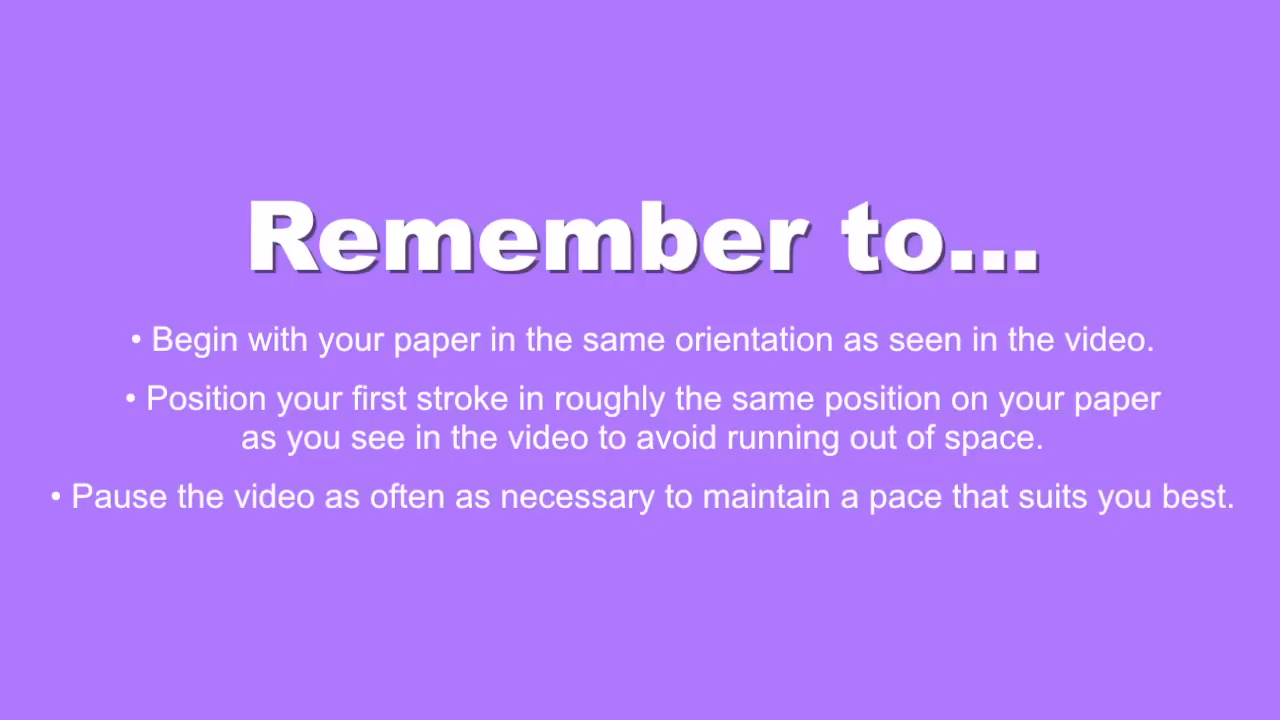 Remember to...
• Begin with your paper in the same orientation as seen in the video.
• Position your first stroke in roughly the same position on your paper
as you see in the video to avoid running out of space.
• Pause the video as often as necessary to maintain a pace that suits you best.